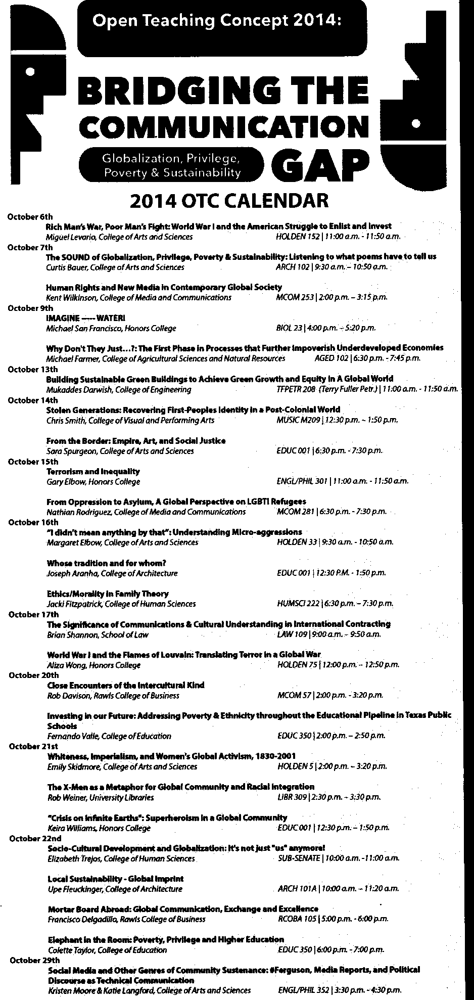 Open Teaching Concept 2014:
BRIDGING THE
COMMUNICATION
Globalization, Privilege,
Poverty & Sustainability
GAP
2014 OTC CALENDAR
October 6th
Rich Man's War, Poor Man's Fight: World War I and the American Struggle to Enlist and Invest
Miguel Levario, College of Arts and Sciences HOLDEN 152 | 11:00 a.m. - 11:50 a.m.
October 7th
The SOUND of Globalization, Privilege, Poverty & Sustainability: Listening to what poems have to tell us
Curtis Bauer, College of Arts and Sciences ARCH 102 | 9:30 a.m. – 10:50 a.m.
Human Rights and New Media in Contemporary Global Society
Kent Wilkinson, College of Media and Communications MCOM 253 | 2:00 p.m. – 3:15 p.m.
October 9th
IMAGINE ---- WATER!
Michael San Francisco, Honors College BIOL 23 | 4:00 p.m. – 5:20 p.m.
Why Don't They Just...?: The First Phase in Processes that Further Impoverish Underdeveloped Economies
Michael Farmer, College of Agricultural Sciences and Natural Resources AGED 102 | 6:30 p.m. - 7:45 p.m.
October 13th
Building Sustainable Green Buildings to Achieve Green Growth and Equity in A Global World
Mukaddes Darwish, College of Engineering TFPETR 208 (Terry Fuller Petr.) | 11:00 a.m. - 11:50 a.m.
October 14th
Stolen Generations: Recovering First-Peoples Identity in a Post-Colonial World
Chris Smith, College of Visual and Performing Arts MUSIC M209 | 12:30 p.m. – 1:50 p.m.
From the Border: Empire, Art, and Social Justice
Sara Spurgeon, College of Arts and Sciences EDUC 001 | 6:30 p.m. - 7:30 p.m.
October 15th
Terrorism and Inequality
Gary Elbow, Honors College ENGL/PHIL 301 | 11:00 a.m. - 11:50 a.m.
From Oppression to Asylum, A Global Perspective on LGBTI Refugees
Nathian Rodriguez, College of Media and Communications MCOM 281 | 6:30 p.m. - 7:30 p.m.
October 16th
"I didn't mean anything by that": Understanding Micro-aggressions
Margaret Elbow, College of Arts and Sciences HOLDEN 33 | 9:30 a.m. - 10:50 a.m.
Whose tradition and for whom?
Joseph Aranha, College of Architecture EDUC 001 | 12:30 P.M. - 1:50 p.m.
Ethics/Morality in Family Theory
Jacki Fitzpatrick, College of Human Sciences HUMSCI 222 | 6:30 p.m. – 7:30 p.m.
October 17th
The Significance of Communications & Cultural Understanding in International Contracting
Brian Shannon, School of Law LAW 109 | 9:00 a.m. – 9:50 a.m.
World War I and the Flames of Louvain: Translating Terror in a Global War
Aliza Wong, Honors College HOLDEN 75 | 12:00 p.m. – 12:50 p.m.
October 20th
Close Encounters of the Intercultural Kind
Rob Davison, Rawls College of Business MCOM 57 | 2:00 p.m. - 3:20 p.m.
Investing in our Future: Addressing Poverty & Ethnicity throughout the Educational Pipeline in Texas Public
Schools
Fernando Valle, College of Education EDUC 350 | 2:00 p.m. – 2:50 p.m.
October 21st
Whiteness, Imperialism, and Women's Global Activism, 1830-2001
Emily Skidmore, College of Arts and Sciences HOLDEN 5 | 2:00 p.m. – 3:20 p.m.
The X-Men as a Metaphor for Global Community and Racial Integration
Rob Weiner, University Libraries LIBR 309 | 2:30 p.m. – 3:30 p.m.
"Crisis on Infinite Earths": Superheroism in a Global Community
Keira Williams, Honors College EDUC 001 | 12:30 p.m. – 1:50 p.m.
October 22nd
Socio-Cultural Development and Globalization: It's not just "us" anymore!
Elizabeth Trejos, College of Human Sciences SUB-SENATE | 10:00 a.m. - 11:00 a.m.
Local Sustainability - Global Imprint
Upe Fleuckinger, College of Architecture ARCH 101A | 10:00 a.m. – 11:20 a.m.
Mortar Board Abroad: Global Communication, Exchange and Excellence
Francisco Delgadillo, Rawls College of Business RCOBA 105 | 5:00 p.m. - 6:00 p.m.
Elephant in the Room: Poverty, Privilege and Higher Education
Colette Taylor, College of Education EDUC 350 | 6:00 p.m. - 7:00 p.m.
October 29th
Social Media and Other Genres of Community Sustenance: #Ferguson, Media Reports, and Political
Discourse as Technical Communication
Kristen Moore & Katie Langford, College of Arts and Sciences ENGL/PHIL 352 | 3:30 p.m. - 4:30 p.m.